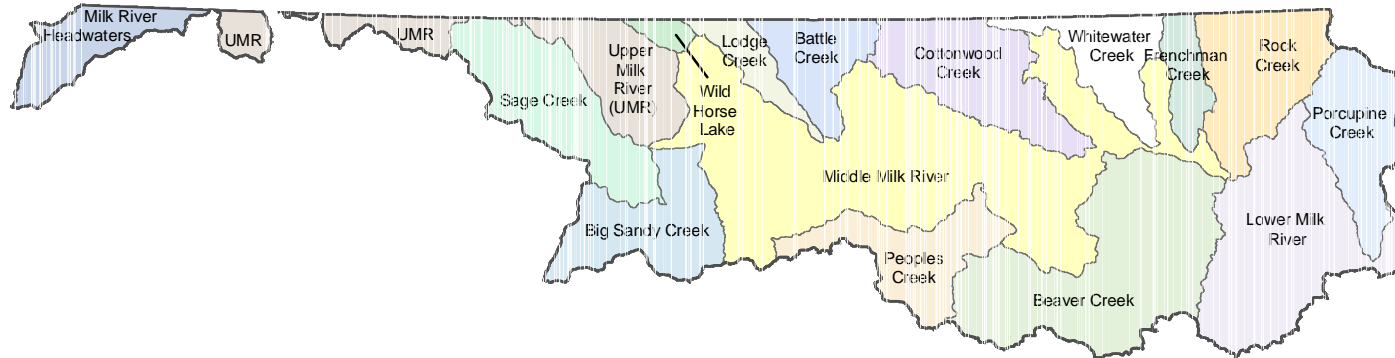 Milk River
Headwaters
UMR
UMR
Sage Creek
Upper
Milk
River
(UMR)
Wild
Horse
Lake
Lodge
Creek
Battle
Creek
Cottonwood
Creek
Whitewater
Creek
Frenchman
Creek
Rock
Creek
Porcupine
Creek
Middle Milk River
Big Sandy Creek
Peoples
Creek
Beaver Creek
Lower Milk
River